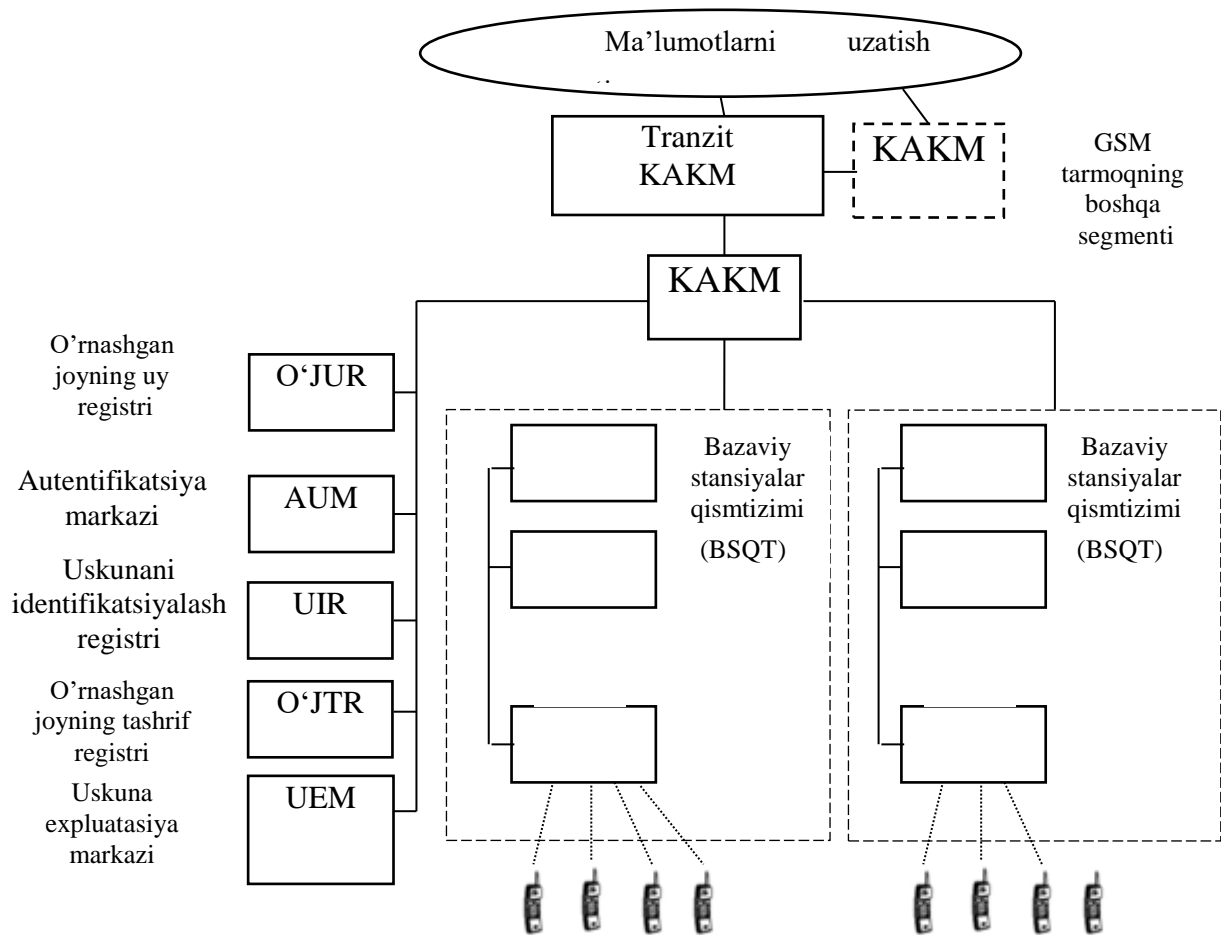 Ma’lumotlarni uzatish
Tranzit
KAKM
KAKM
GSM
tarmoqning
boshqa
segmenti
KAKM
O’rnashgan
joyning uy
registri
O‘JUR
Autentifikatsiya
markazi
AUM
Uskunani
identifikatsiyalash
registri
UIR
O’rnashgan
joyning tashrif
registri
O‘JTR
Uskuna
expluatasiya
markazi
UEM
Bazaviy
stansiyalar
qismtizimi
(BSQT)
Bazaviy
stansiyalar
qismtizimi
(BSQT)